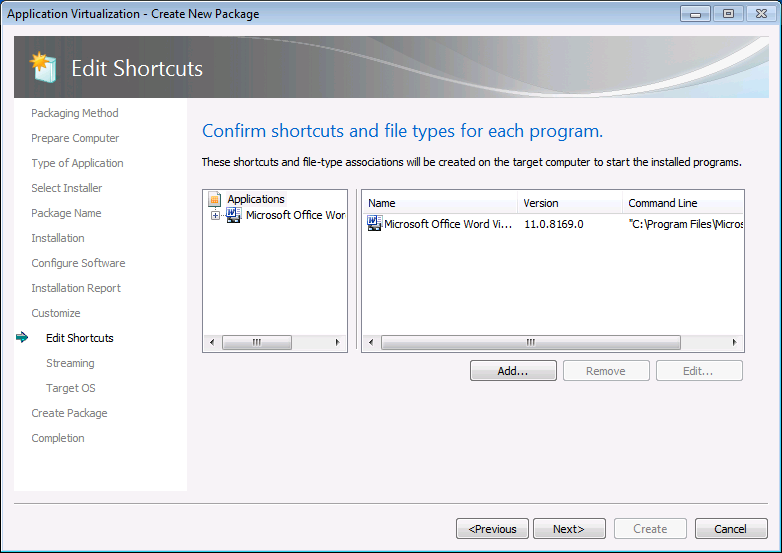 Application Virtualization - Create New Package
Edit Shortcuts
Packaging Method
Prepare Computer
Type of Application
Select Installer
Package Name
Installation
Configure Software
Installation Report
Customize
Edit Shortcuts
Streaming
Target OS
Create Package
Completion
Confirm shortcuts and file types for each program.
These shortcuts and file-type associations will be created on the target computer to start the installed programs.
Applications
Microsoft Office Wor
Name Version Command Line
Microsoft Office Word Vi... 11.0.8169.0 "C:\Program Files\Micros
Add... Remove Edit...
<Previous Next> Create Cancel